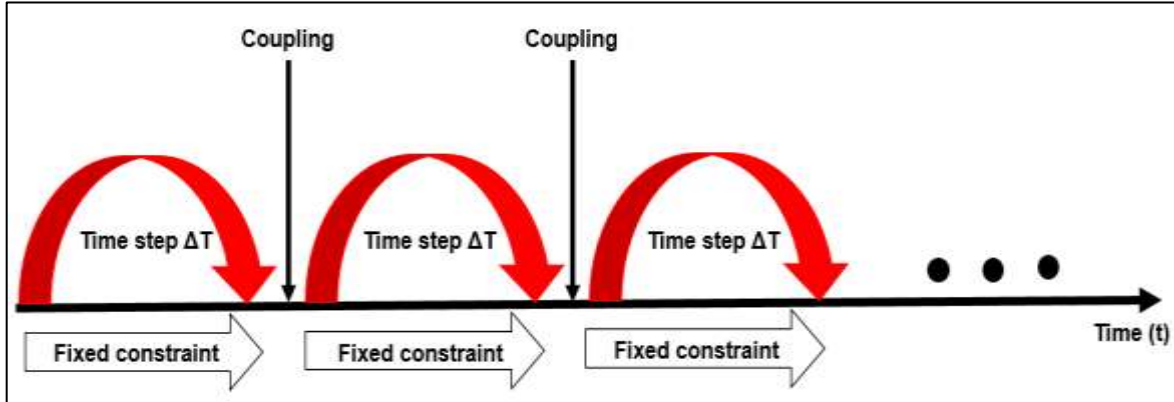 Coupling
Coupling
Time step ΔT
Time step ΔT
Time step ΔT
Time (t)
Fixed constraint
Fixed constraint
Fixed constraint